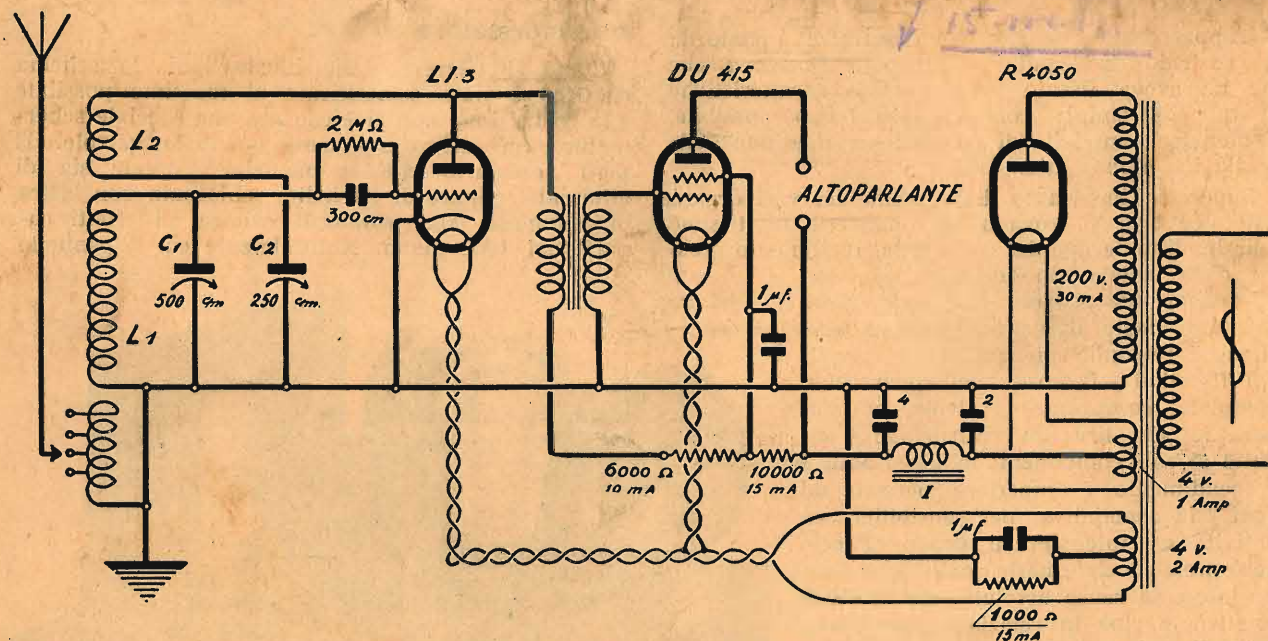 LI 3
DU 415
R 4050
2 MΩ
L2
300 cm
ALTOPARLANTE
C1
C2
500 cm
250 cm.
L1
1 µf.
200 v.
30 mA
4
2
6000 Ω
10 mA
10000 Ω
15 mA
I
4 v.
1 Amp
1 µf
4 v.
2 Amp
1000 Ω
15 mA